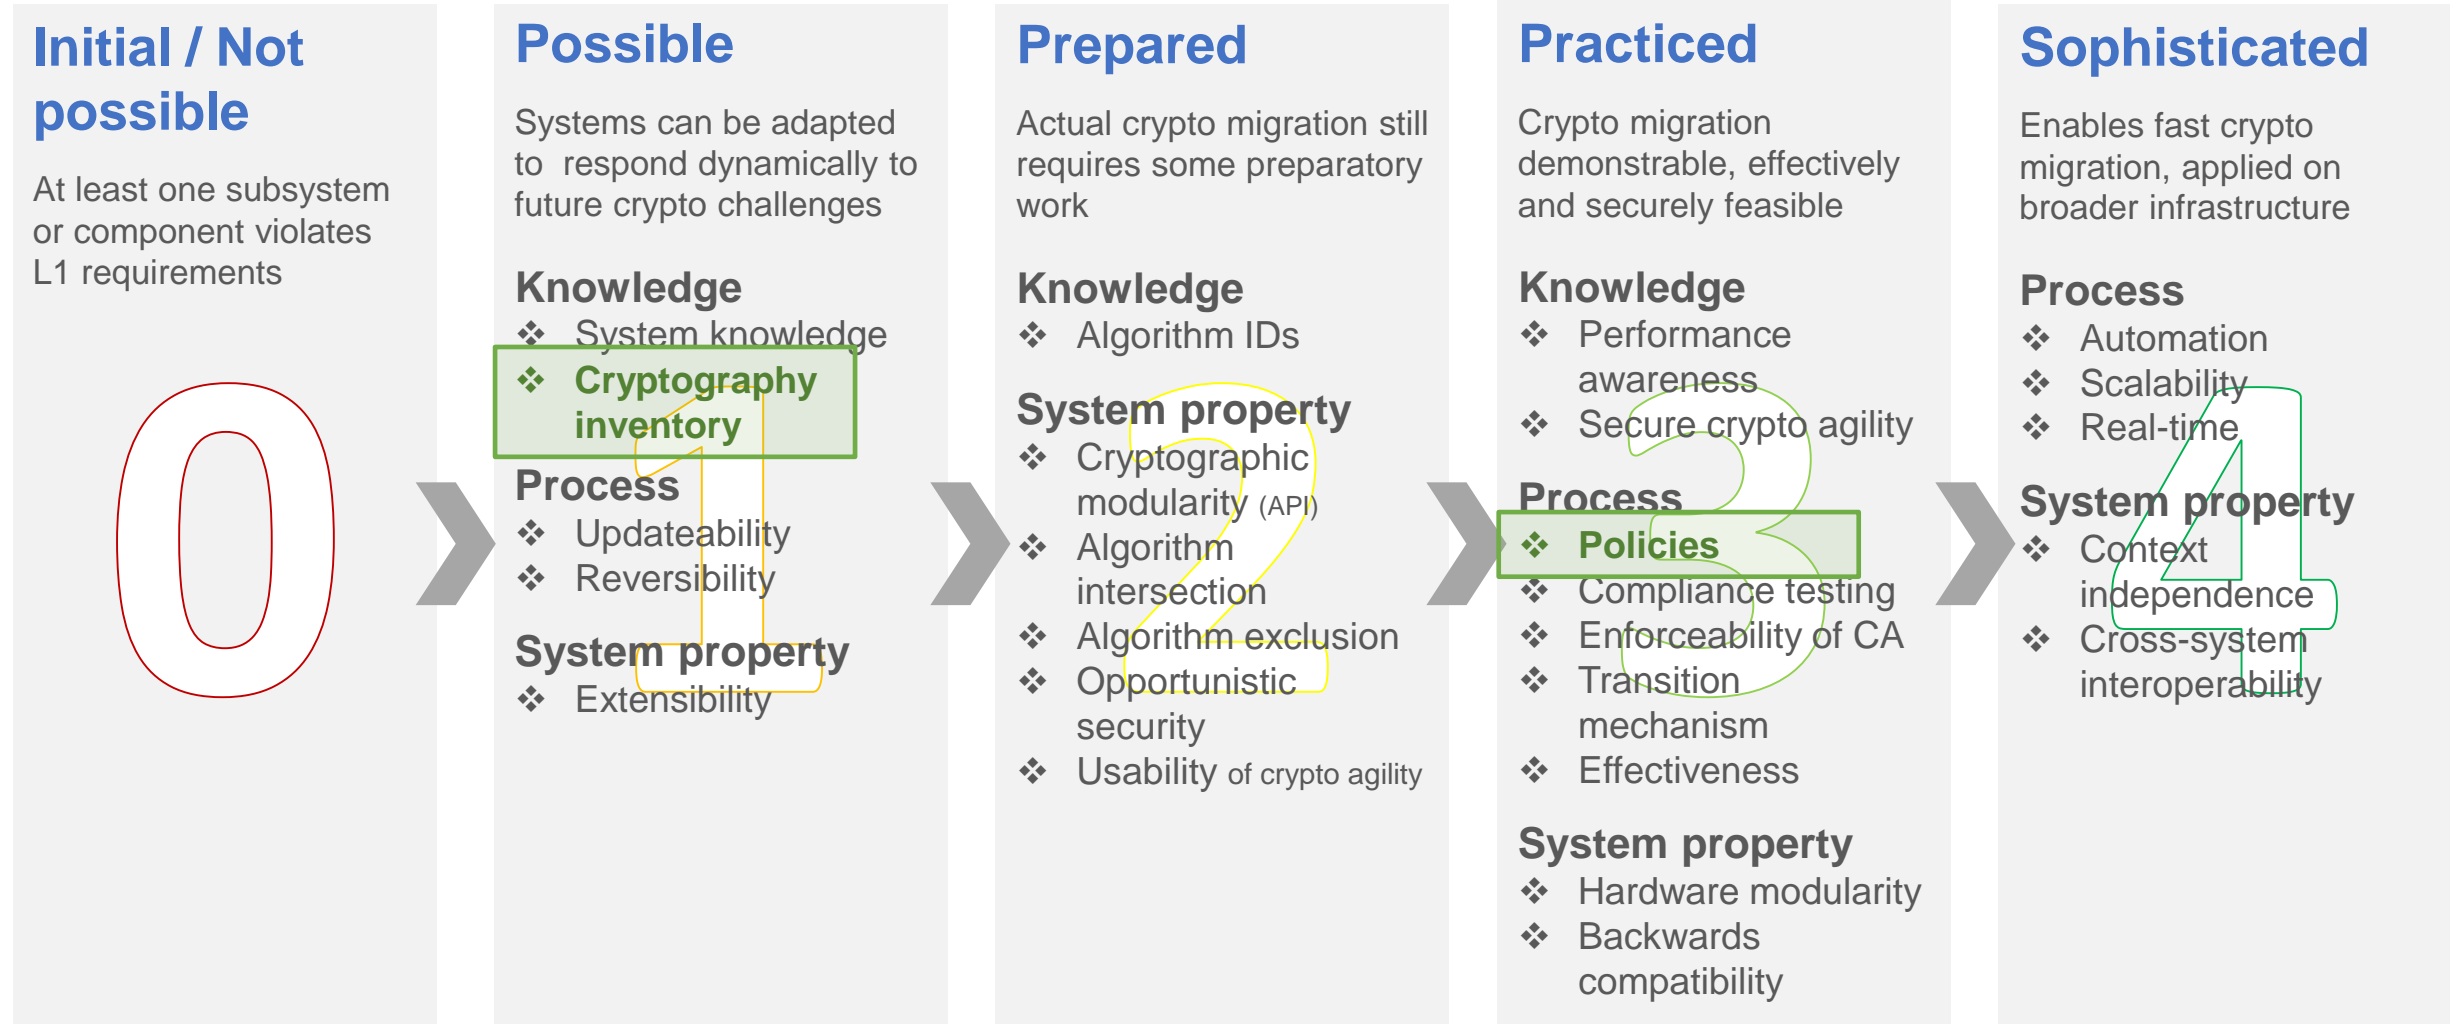 Initial / Not
possible
At least one subsystem
or component violates
L1 requirements
0
Possible
Systems can be adapted
to respond dynamically to
future crypto challenges
Knowledge
❖ System knowledge
❖ Cryptography
inventory
Process
❖ Updateability
❖ Reversibility
System property
❖ Extensibility
1
Prepared
Actual crypto migration still
requires some preparatory
work
Knowledge
❖ Algorithm IDs
System property
❖ Cryptographic
modularity (API)
❖ Algorithm
intersection
❖ Algorithm exclusion
❖ Opportunistic
security
❖ Usability of crypto agility
2
Practiced
Crypto migration
demonstrable, effectively
and securely feasible
Knowledge
❖ Performance
awareness
❖ Secure crypto agility
Process
❖ Policies
❖ Compliance testing
❖ Enforceability of CA
❖ Transition
mechanism
❖ Effectiveness
System property
❖ Hardware modularity
❖ Backwards
compatibility
3
Sophisticated
Enables fast crypto
migration, applied on
broader infrastructure
Process
❖ Automation
❖ Scalability
❖ Real-time
System property
❖ Context
independence
❖ Cross-system
interoperability
4